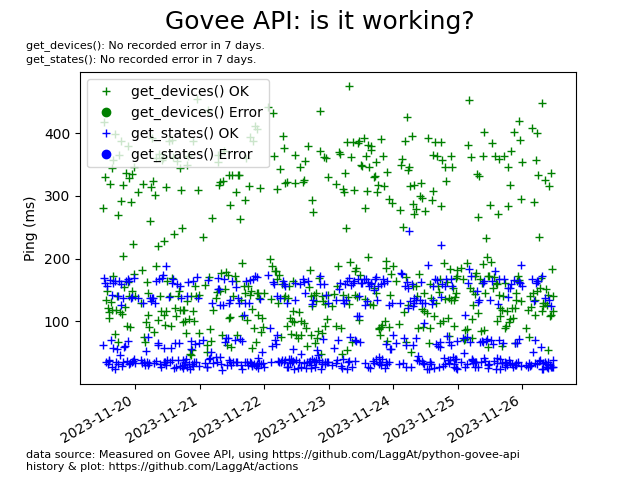 Govee API: is it working?
get_devices(): No recorded error in 7 days.
get_states(): No recorded error in 7 days.
get_devices() OK
get_devices() Error
get_states() OK
get_states() Error
Ping (ms)
400
300
200
100
2023-11-20
2023-11-21
2023-11-22
2023-11-23
2023-11-24
2023-11-25
2023-11-26
data source: Measured on Govee API, using https://github.com/LaggAt/python-govee-api
history & plot: https://github.com/LaggAt/actions